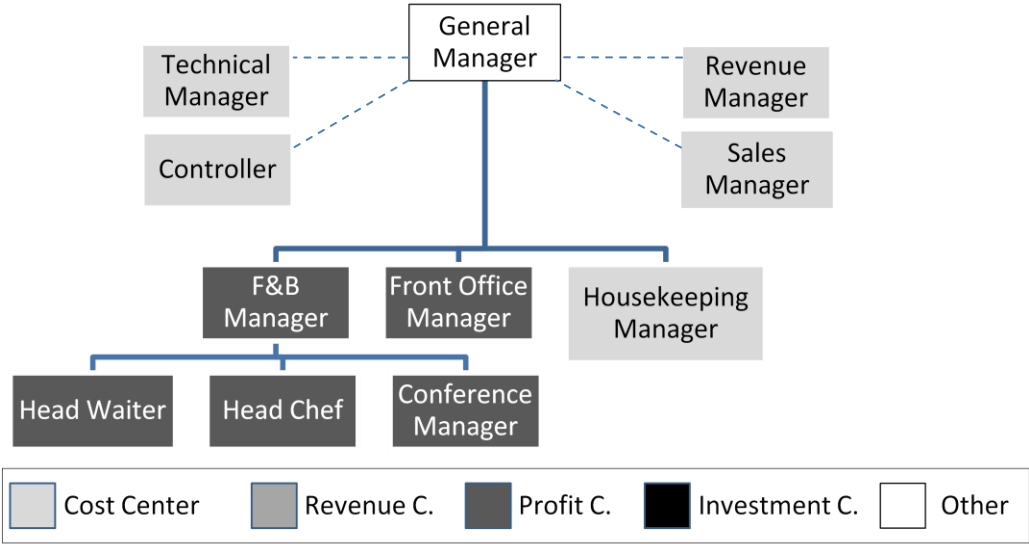 General
Manager
Technical
Manager
Revenue
Manager
Controller
Sales
Manager
F&B
Manager
Front Office
Manager
Housekeeping
Manager
Head Waiter
Head Chef
Conference
Manager
Cost Center
Revenue C.
Profit C.
Investment C.
Other